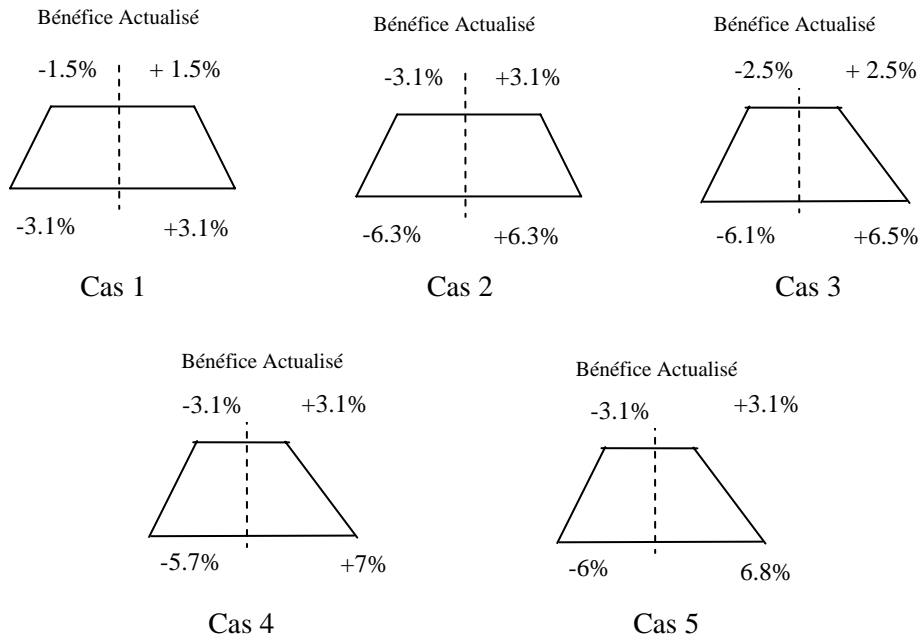 Bénéfice Actualisé
-1.5% + 1.5%
-3.1% +3.1%
Cas 1
Bénéfice Actualisé
-3.1% +3.1%
-6.3% +6.3%
Cas 2
Bénéfice Actualisé
-2.5% + 2.5%
-6.1% +6.5%
Cas 3
Bénéfice Actualisé
-3.1% +3.1%
-5.7% +7%
Cas 4
Bénéfice Actualisé
-3.1% +3.1%
-6% 6.8%
Cas 5